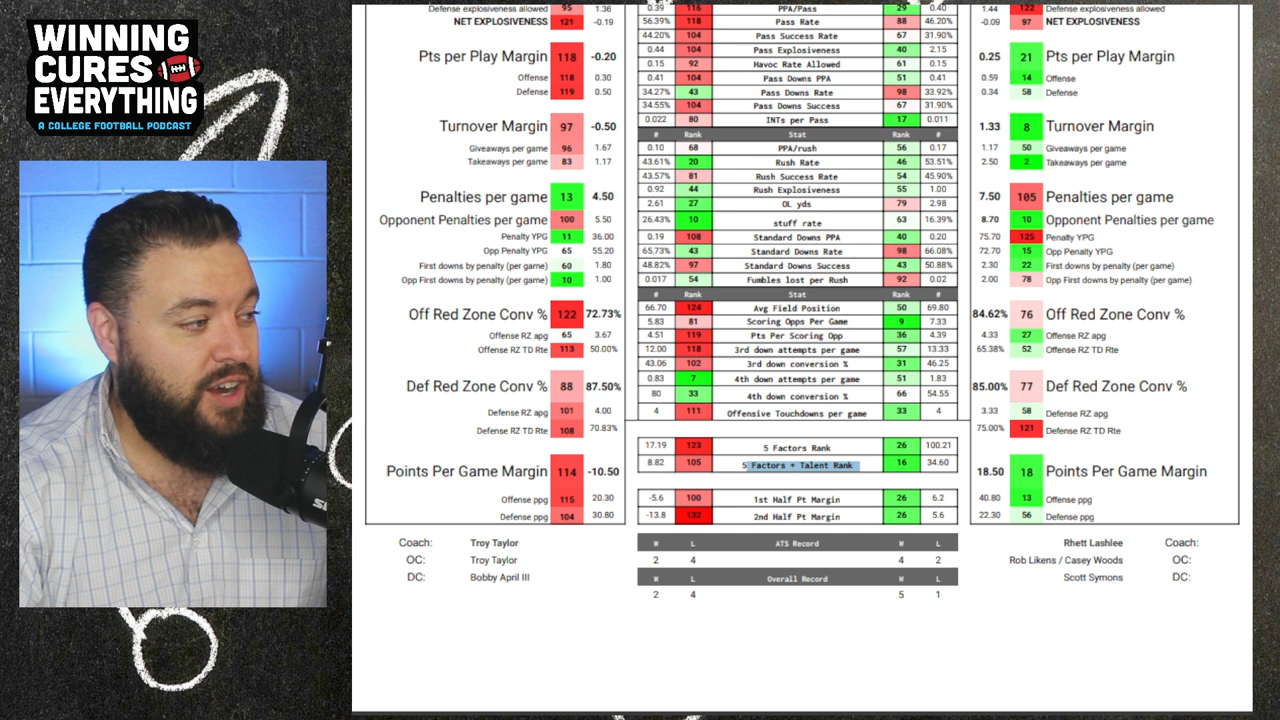 WINNING
CURES
EVERYTHING
A COLLEGE FOOTBALL PODCAST
Defense explosiveness allowed 95 1.36
NET EXPLOSIVENESS 121 -0.19
Pts per Play Margin 118 -0.20
Offense 118 0.30
Defense 119 0.50
Turnover Margin 97 -0.50
Giveaways per game 96 1.67
Takeaways per game 83 1.17
Penalties per game 13 4.50
Opponent Penalties per game 100 5.50
Penalty YPG 11 36.00
Opp Penalty YPG 65 55.20
First downs by penalty (per game) 60 1.80
Opp First downs by penalty (per game) 10 1.00
Off Red Zone Conv % 122 72.73%
Offense RZ apg 65 3.67
Offense RZ TD Rte 113 50.00%
Def Red Zone Conv % 88 87.50%
Defense RZ apg 101 4.00
Defense RZ TD Rte 108 70.83%
Points Per Game Margin 114 -10.50
Offense ppg 115 20.30
Defense ppg 104 30.80
Coach: Troy Taylor
OC: Troy Taylor
DC: Bobby April III
0.39 116 PPA/Pass 29 0.40
56.39% 118 Pass Rate 88 46.20%
44.20% 104 Pass Success Rate 67 31.90%
0.44 104 Pass Explosiveness 40 2.15
0.15 92 Havoc Rate Allowed 61 0.15
0.41 104 Pass Downs PPA 51 0.41
34.27% 43 Pass Downs Rate 98 33.92%
34.55% 104 Pass Downs Success 67 31.90%
0.022 80 INTs per Pass 17 0.011
# Rank Stat Rank #
0.10 68 PPA/rush 56 0.17
43.61% 20 Rush Rate 46 53.51%
43.57% 81 Rush Success Rate 54 45.90%
0.92 44 Rush Explosiveness 55 1.00
2.61 27 OL yds 79 2.98
26.43% 10 stuff rate 63 16.39%
0.19 108 Standard Downs PPA 40 0.20
65.73% 43 Standard Downs Rate 98 66.08%
48.82% 97 Standard Downs Success 43 50.88%
0.017 54 Fumbles lost per Rush 92 0.02
# Rank Stat Rank #
66.70 124 Avg Field Position 50 69.80
5.83 81 Scoring Opps Per Game 9 7.33
4.51 119 Pts Per Scoring Opp 36 4.39
12.00 118 3rd down attempts per game 57 13.33
43.06 102 3rd down conversion % 31 46.25
0.83 7 4th down attempts per game 51 1.83
80 33 4th down conversion % 66 54.55
4 111 Offensive Touchdowns per game 33 4
17.19 123 5 Factors Rank 26 100.21
8.82 105 5 Factors + Talent Rank 16 34.60
-5.6 100 1st Half Pt Margin 26 6.2
-13.8 132 2nd Half Pt Margin 26 5.6
W L ATS Record W L
2 4 4 2
W L Overall Record W L
2 4 5 1
1.44 122 Defense explosiveness allowed
-0.09 97 NET EXPLOSIVENESS
0.25 21 Pts per Play Margin
0.59 14 Offense
0.34 58 Defense
1.33 8 Turnover Margin
1.17 50 Giveaways per game
2.50 2 Takeaways per game
7.50 105 Penalties per game
8.70 10 Opponent Penalties per game
75.70 125 Penalty YPG
72.70 15 Opp Penalty YPG
2.30 22 First downs by penalty (per game)
2.00 78 Opp First downs by penalty (per game)
84.62% 76 Off Red Zone Conv %
4.33 27 Offense RZ apg
65.38% 52 Offense RZ TD Rte
85.00% 77 Def Red Zone Conv %
3.33 58 Defense RZ apg
75.00% 121 Defense RZ TD Rte
18.50 18 Points Per Game Margin
40.80 13 Offense ppg
22.30 56 Defense ppg
Rhett Lashlee Coach:
Rob Likens / Casey Woods OC:
Scott Symons DC: